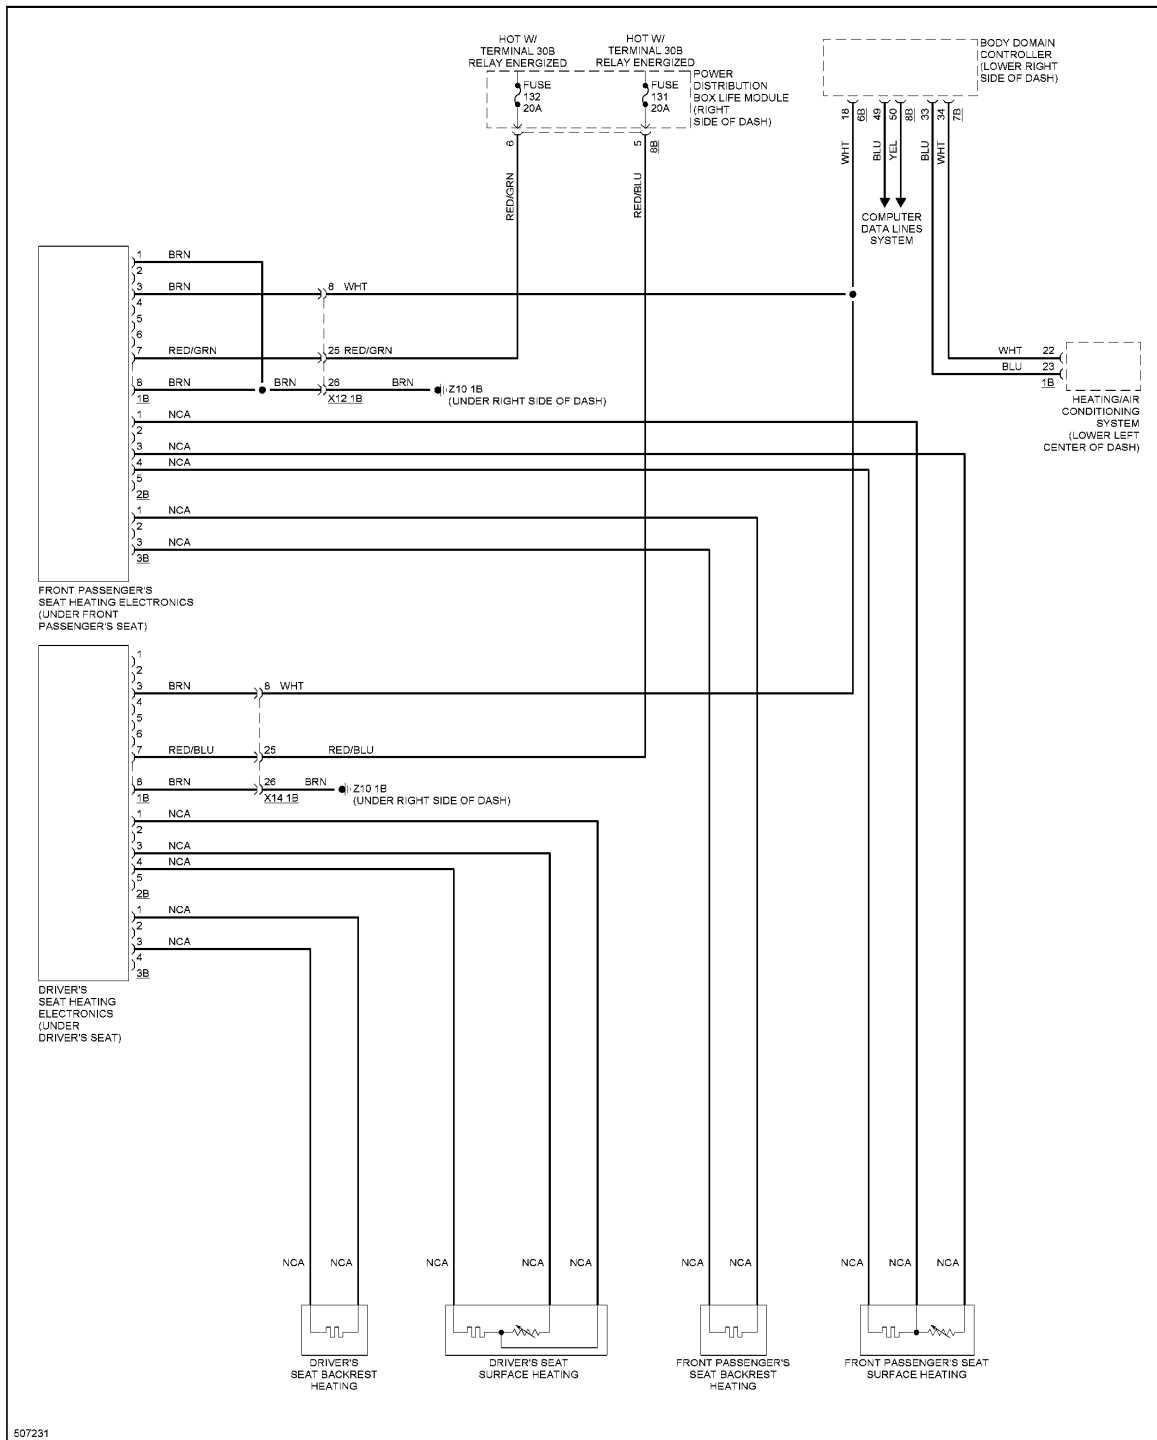 HOT W/
TERMINAL 30B
RELAY ENERGIZED
HOT W/
TERMINAL 30B
RELAY ENERGIZED
FUSE
132
20A
FUSE
131
20A
POWER
DISTRIBUTION
BOX LIFE MODULE
(RIGHT
SIDE OF DASH)
6
5
8B
RED/GRN
RED/BLU
BODY DOMAIN
CONTROLLER
(LOWER RIGHT
SIDE OF DASH)
18
6B
49
50
8B
33
34
7B
WHT
BLU
YEL
BLU
WHT
COMPUTER
DATA LINES
SYSTEM
WHT 22
BLU 23
1B
HEATING/AIR
CONDITIONING
SYSTEM
(LOWER LEFT
CENTER OF DASH)
1 BRN
2
3 BRN 8 WHT
4
5
6
7 RED/GRN 25 RED/GRN
8 BRN BRN 26 BRN Z10 1B
1B X12 1B (UNDER RIGHT SIDE OF DASH)
1 NCA
2
3 NCA
4 NCA
5
2B
1 NCA
2
3 NCA
3B
FRONT PASSENGER'S
SEAT HEATING ELECTRONICS
(UNDER FRONT
PASSENGER'S SEAT)
1
2
3 BRN 8 WHT
4
5
6
7 RED/BLU 25 RED/BLU
8 BRN 26 BRN Z10 1B
1B X14 1B (UNDER RIGHT SIDE OF DASH)
1 NCA
2
3 NCA
4 NCA
5
2B
1 NCA
2
3 NCA
4
3B
DRIVER'S
SEAT HEATING
ELECTRONICS
(UNDER
DRIVER'S SEAT)
NCA NCA NCA NCA NCA NCA NCA NCA NCA NCA
DRIVER'S
SEAT BACKREST
HEATING
DRIVER'S SEAT
SURFACE HEATING
FRONT PASSENGER'S
SEAT BACKREST
HEATING
FRONT PASSENGER'S SEAT
SURFACE HEATING
507231